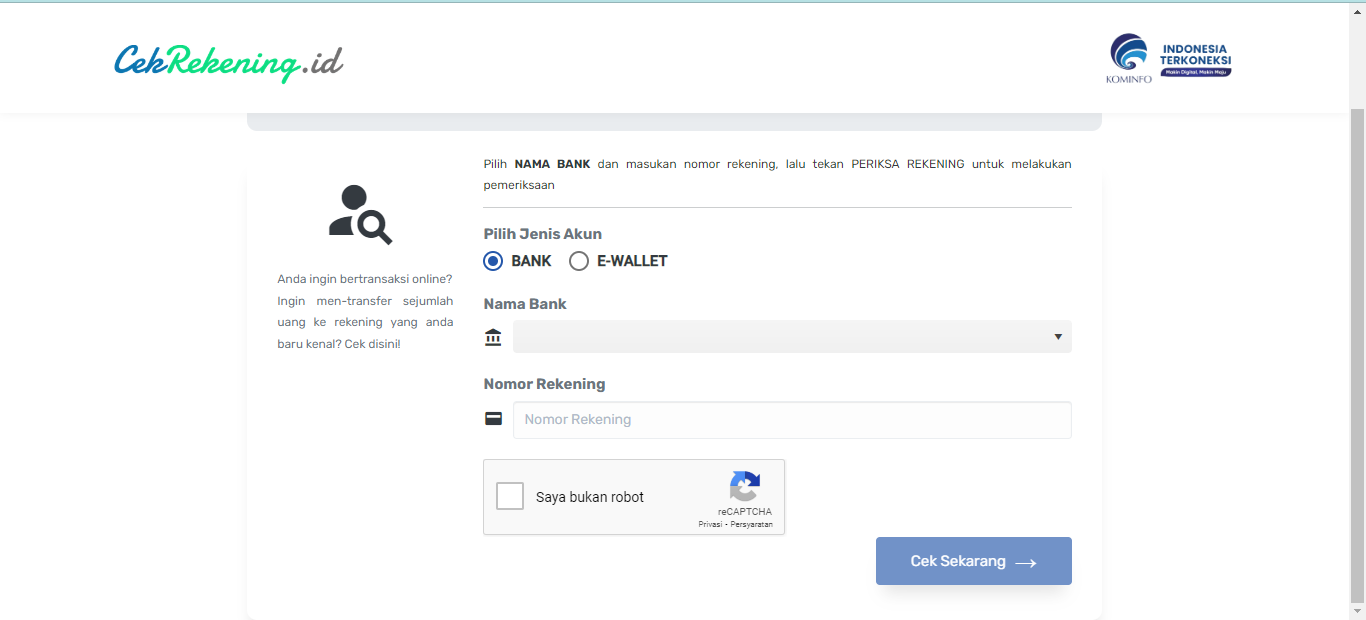 CekRekening.id
KOMINFO
INDONESIA
TERKONEKSI
Makin Digital, Makin Maju
Pilih NAMA BANK dan masukan nomor rekening, lalu tekan PERIKSA REKENING untuk melakukan
pemeriksaan
Anda ingin bertransaksi online?
Ingin men-transfer sejumlah
uang ke rekening yang anda
baru kenal? Cek disini!
Pilih Jenis Akun
BANK E-WALLET
Nama Bank
Nomor Rekening
Nomor Rekening
Saya bukan robot
reCAPTCHA
Privasi - Persyaratan
Cek Sekarang →